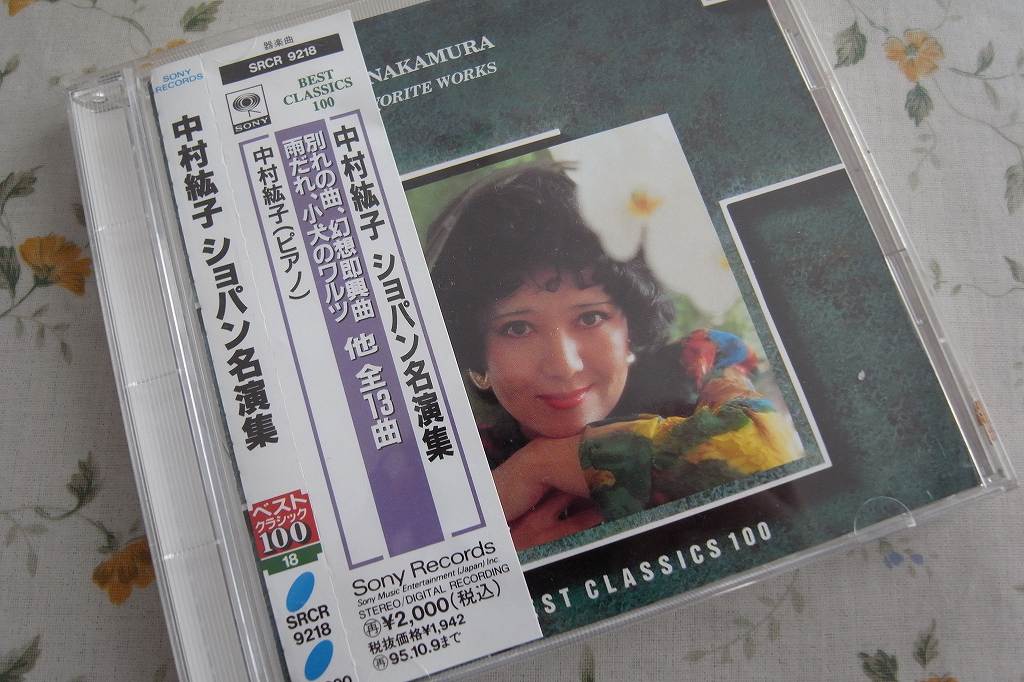 SONY
RECORDS
中村紘子 ショパン名演集
ベスト
クラシック
100
18
SRCR
9218
器楽曲
SRCR 9218
SONY
BEST
CLASSICS
100
中村紘子 ショパン名演集
別れの曲、幻想即興曲
雨だれ、小犬のワルツ
他 全13曲
中村紘子(ピアノ)
Sony Records
Sony Music Entertainment (Japan) Inc.
STEREO/DIGITAL RECORDING
再¥2,000(税込)
税抜価格¥1,942
再95.10.9まで
NAKAMURA
WORKS
CLASSICS 100